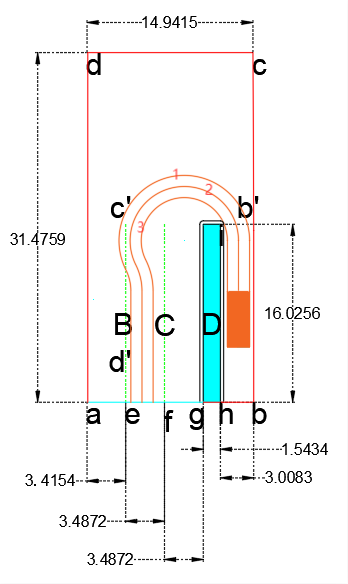 14.9415
d c
1
2
c' b'
3
31.4759
16.0256
B C D
d'
a e f g h b
1.5434
3.4154 3.0083
3.4872
3.4872